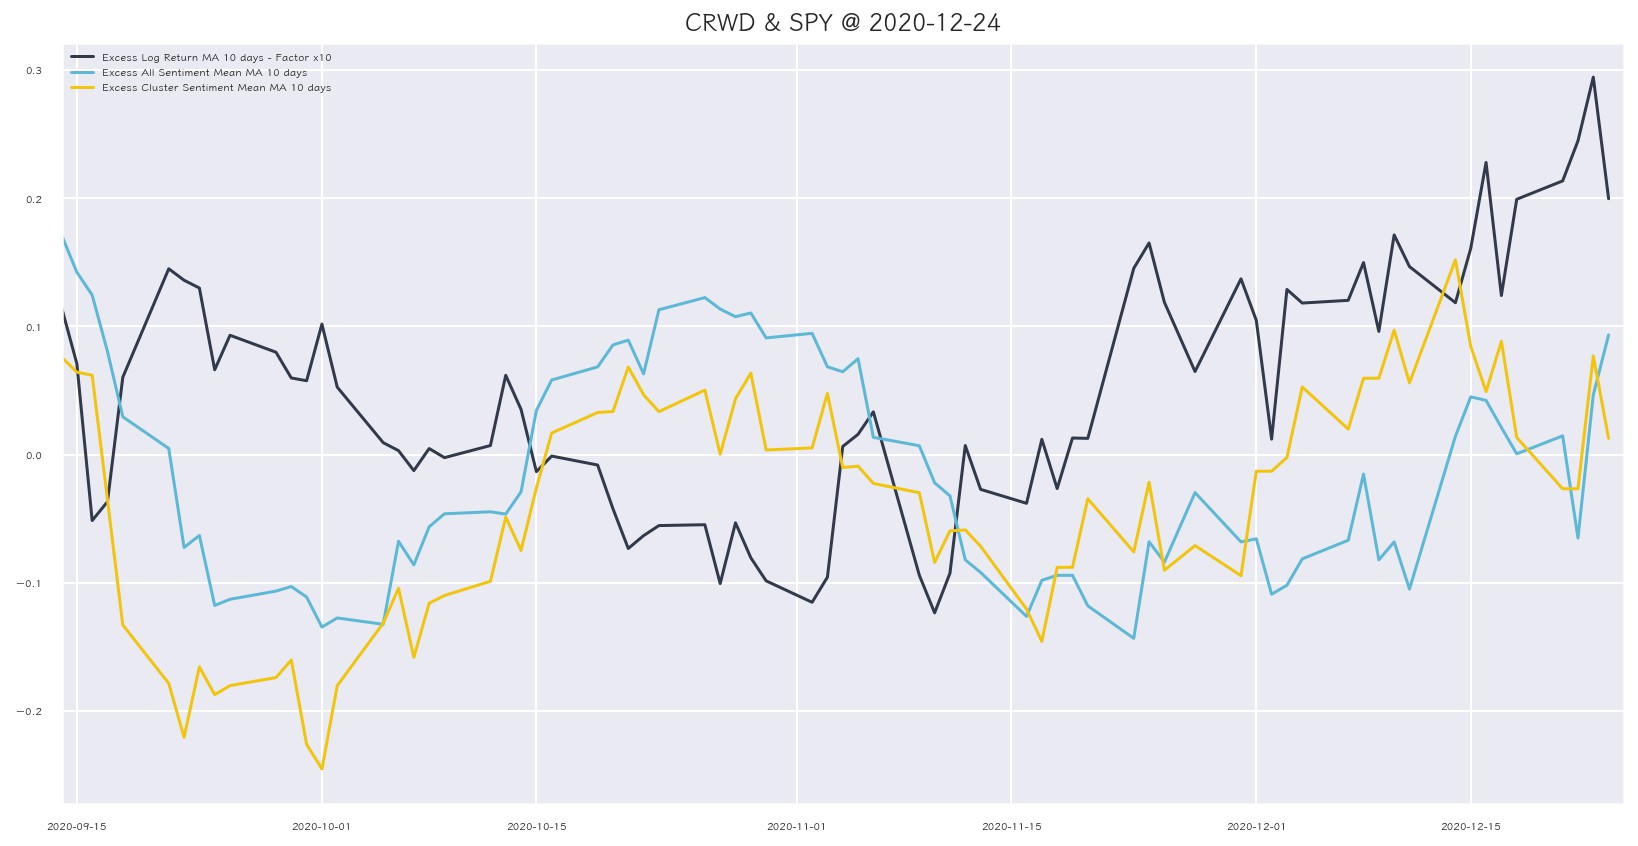 CRWD & SPY @ 2020-12-24
Excess Log Return MA 10 days - Factor x10
Excess All Sentiment Mean MA 10 days
Excess Cluster Sentiment Mean MA 10 days
0.3
0.2
0.1
0.0
−0.1
−0.2
2020-09-15 2020-10-01 2020-10-15 2020-11-01 2020-11-15 2020-12-01 2020-12-15